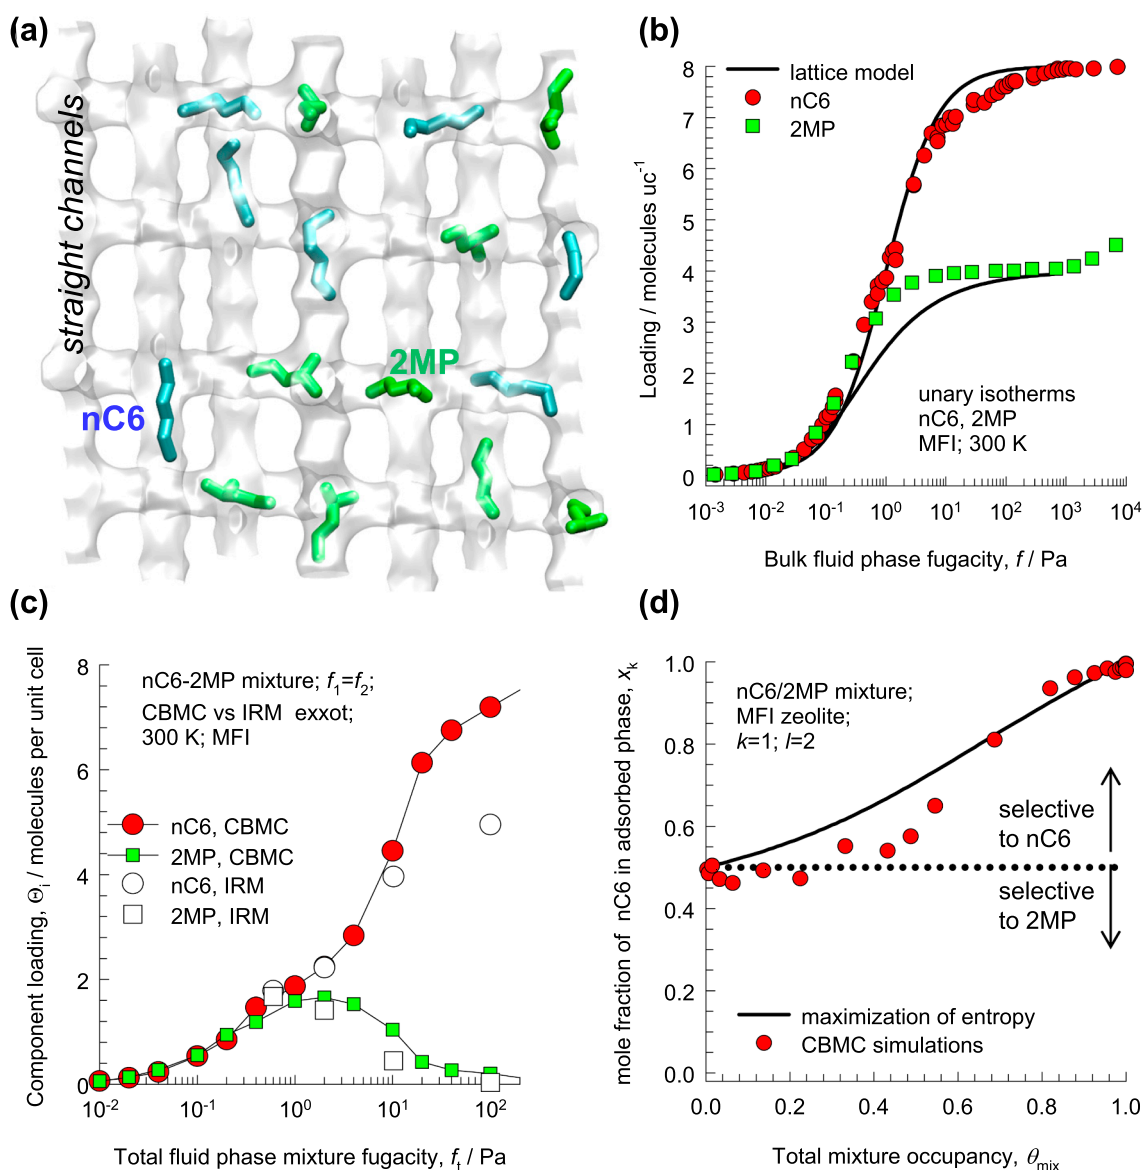 (a)
straight channels
2MP
nC6
(b)
Loading / molecules uc⁻¹
8
7
6
5
4
3
2
1
0
lattice model
nC6
2MP
unary isotherms
nC6, 2MP
MFI; 300 K
10⁻³ 10⁻² 10⁻¹ 10⁰ 10¹ 10² 10³ 10⁴
Bulk fluid phase fugacity, f / Pa
(c)
Component loading, Θᵢ / molecules per unit cell
8
6
4
2
0
nC6-2MP mixture; f₁=f₂;
CBMC vs IRM exxot;
300 K; MFI
nC6, CBMC
2MP, CBMC
nC6, IRM
2MP, IRM
10⁻² 10⁻¹ 10⁰ 10¹ 10²
Total fluid phase mixture fugacity, fₜ / Pa
(d)
mole fraction of nC6 in adsorbed phase, xₖ
1.0
0.8
0.6
0.4
0.2
0.0
nC6/2MP mixture;
MFI zeolite;
k=1; l=2
selective
to nC6
selective
to 2MP
maximization of entropy
CBMC simulations
0.0 0.2 0.4 0.6 0.8 1.0
Total mixture occupancy, θmix